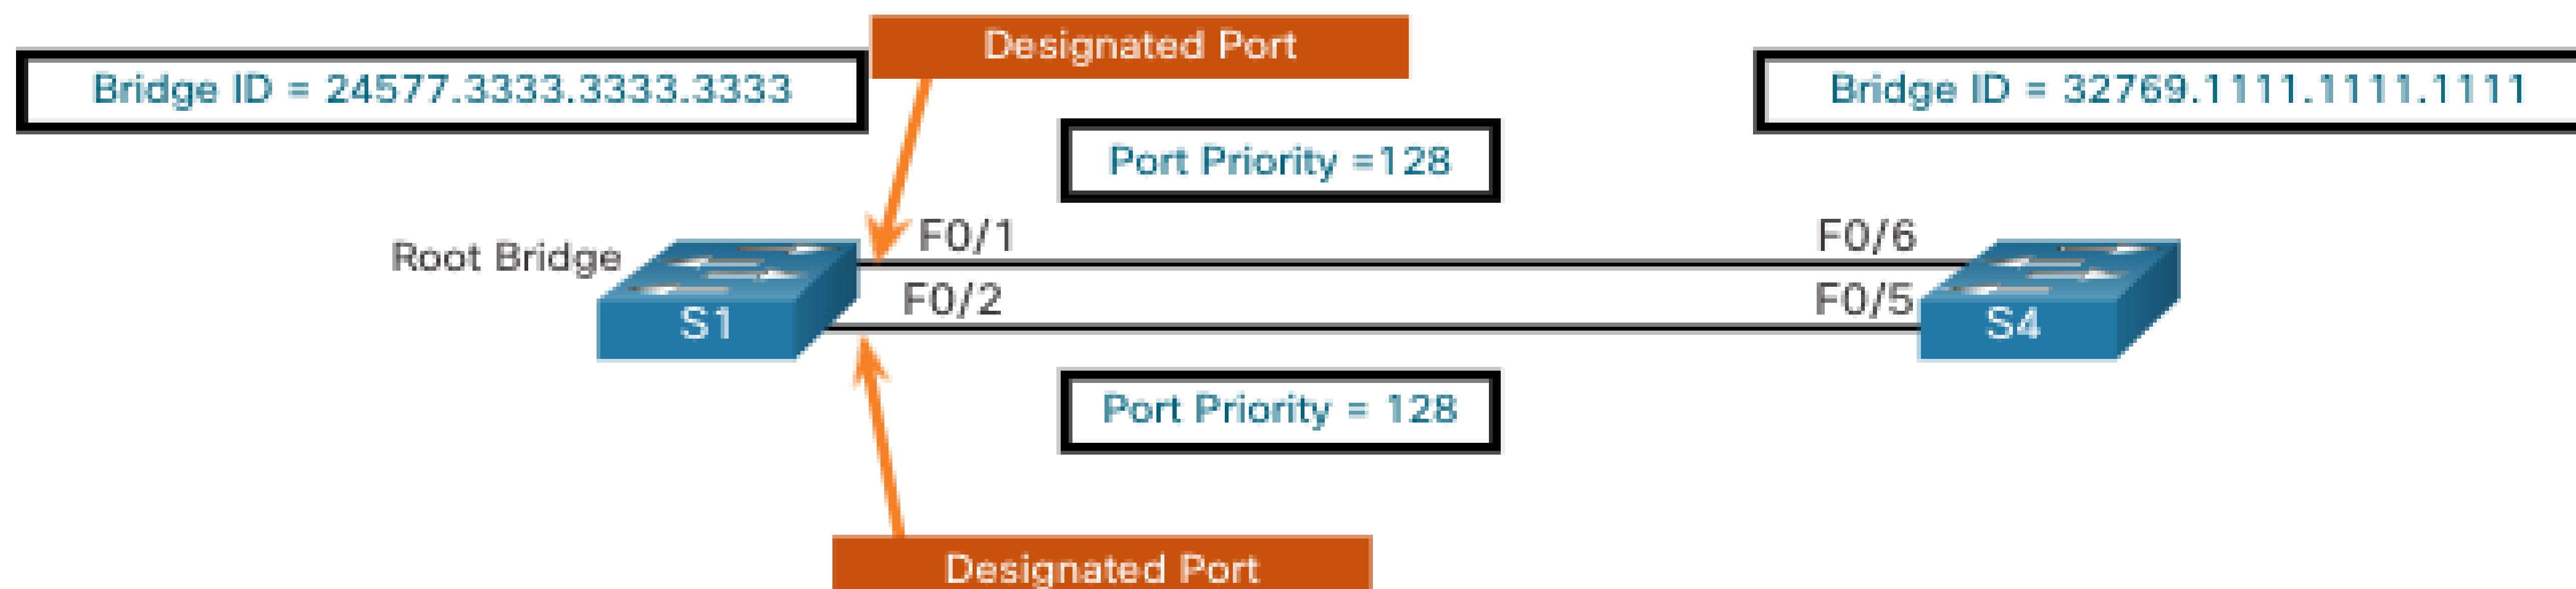 Designated Port
Bridge ID = 24577.3333.3333.3333
Bridge ID = 32769.1111.1111.1111
Port Priority =128
F0/1
F0/6
Root Bridge
F0/2
F0/5
S1
S4
Port Priority = 128
Designated Port